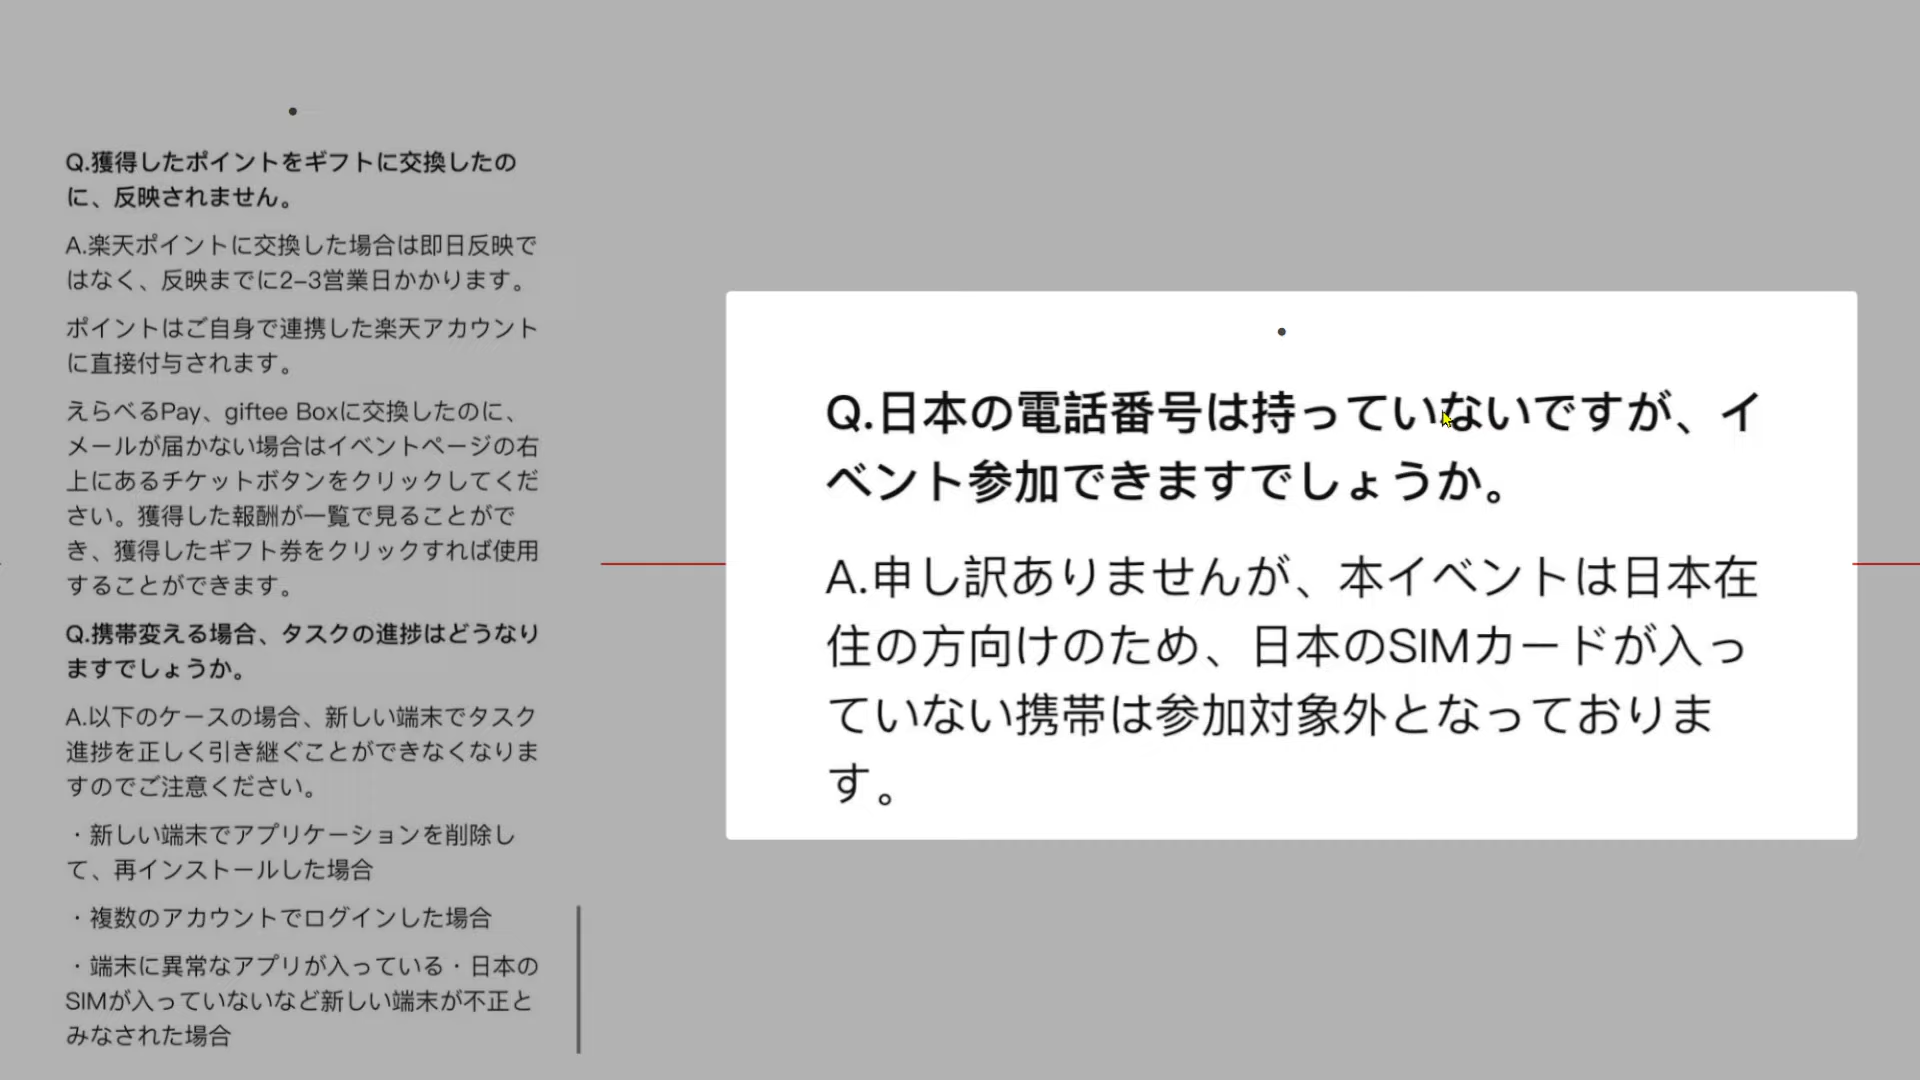 Q.獲得したポイントをギフトに交換したの
に、反映されません。
A.楽天ポイントに交換した場合は即日反映で
はなく、反映までに2–3営業日かかります。
ポイントはご自身で連携した楽天アカウント
に直接付与されます。
えらべるPay、giftee Boxに交換したのに、
メールが届かない場合はイベントページの右
上にあるチケットボタンをクリックしてくだ
さい。獲得した報酬が一覧で見ることがで
き、獲得したギフト券をクリックすれば使用
することができます。
Q.携帯変える場合、タスクの進捗はどうなり
ますでしょうか。
A.以下のケースの場合、新しい端末でタスク
進捗を正しく引き継ぐことができなくなりま
すのでご注意ください。
・新しい端末でアプリケーションを削除し
て、再インストールした場合
・複数のアカウントでログインした場合
・端末に異常なアプリが入っている・日本の
SIMが入っていないなど新しい端末が不正と
みなされた場合
Q.日本の電話番号は持っていないですが、イ
ベント参加できますでしょうか。
A.申し訳ありませんが、本イベントは日本在
住の方向けのため、日本のSIMカードが入っ
ていない携帯は参加対象外となっておりま
す。